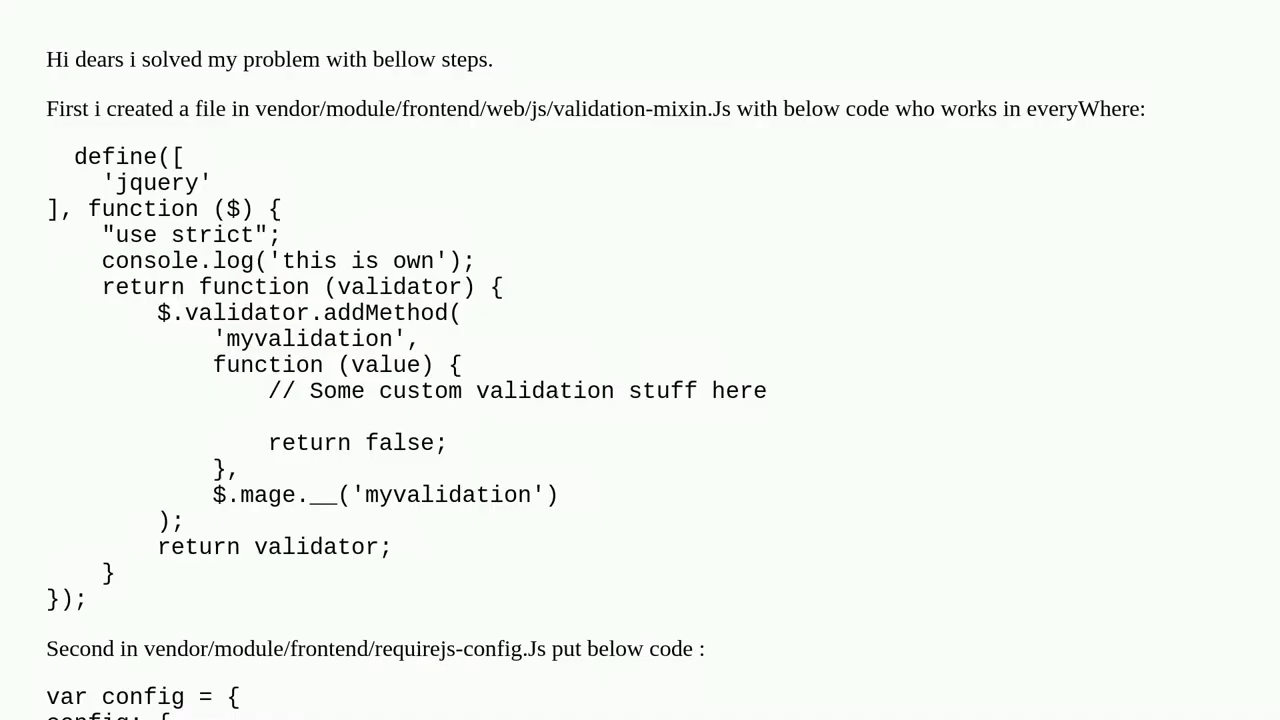 Hi dears i solved my problem with bellow steps.
First i created a file in vendor/module/frontend/web/js/validation-mixin.Js with below code who works in everyWhere:
  define([
    'jquery'
], function ($) {
    "use strict";
    console.log('this is own');
    return function (validator) {
        $.validator.addMethod(
            'myvalidation',
            function (value) {
                // Some custom validation stuff here
                return false;
            },
            $.mage.__('myvalidation')
        );
        return validator;
    }
});
Second in vendor/module/frontend/requirejs-config.Js put below code :
var config = {
config: {